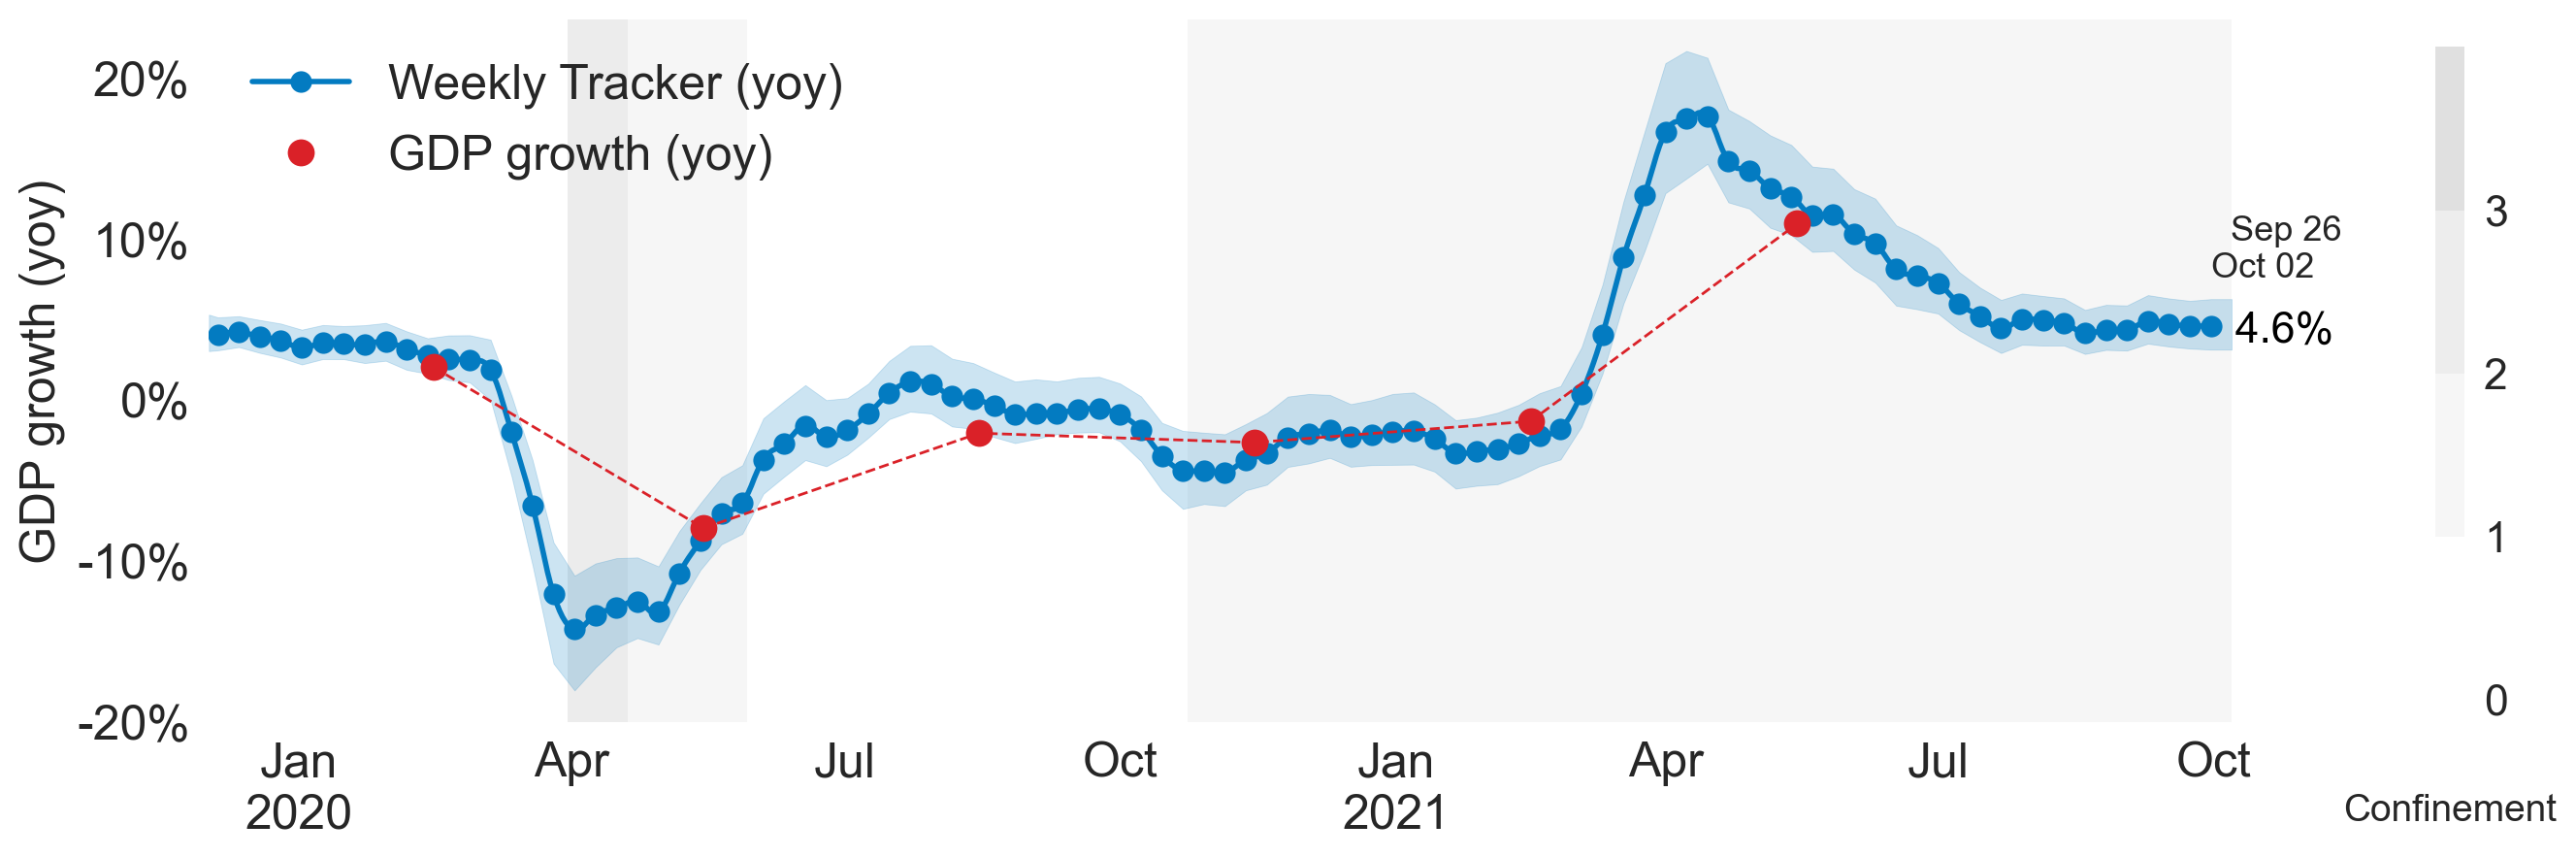 20%
10%
0%
-10%
-20%
GDP growth (yoy)
Weekly Tracker (yoy)
GDP growth (yoy)
Sep 26
Oct 02
4.6%
Jan
2020
Apr
Jul
Oct
Jan
2021
Apr
Jul
Oct
3
2
1
0
Confinement